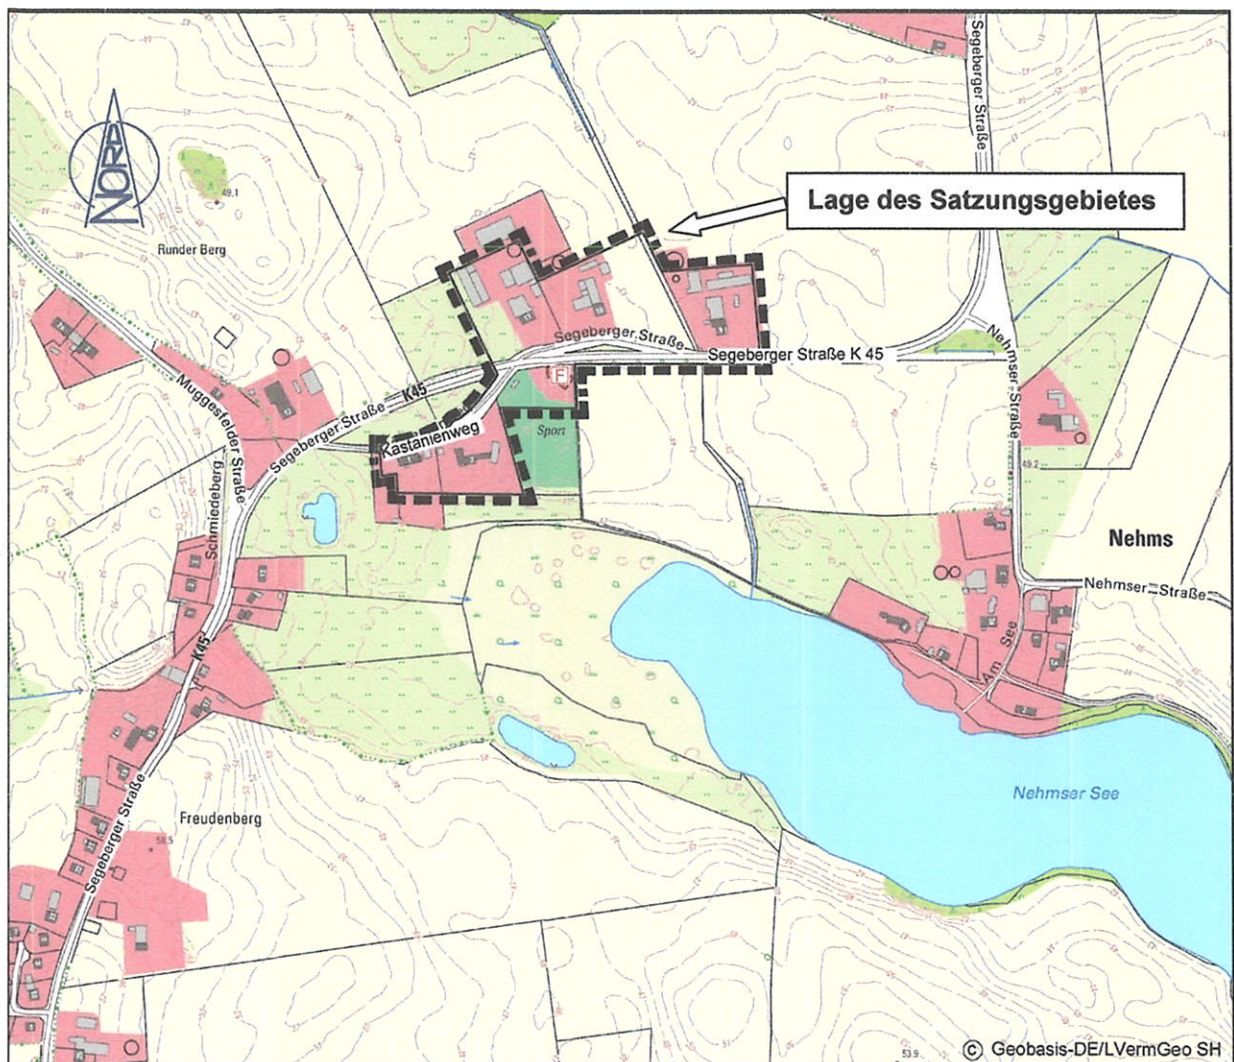 Segeberger Straße
NORD
49.1
Runder Berg
Lage des Satzungsgebietes
Segeberger Straße
Segeberger Straße K 45
Nehmser Straße
F
Muggesfelder Straße
Segeberger Straße K45
Kastanienweg
Sport
49.2
Schmiedeberg
Nehms
Nehmser Straße
K45
Am See
Nehmser See
Freudenberg
58.5
Segeberger Straße
53.9
© Geobasis-DE/LVermGeo SH